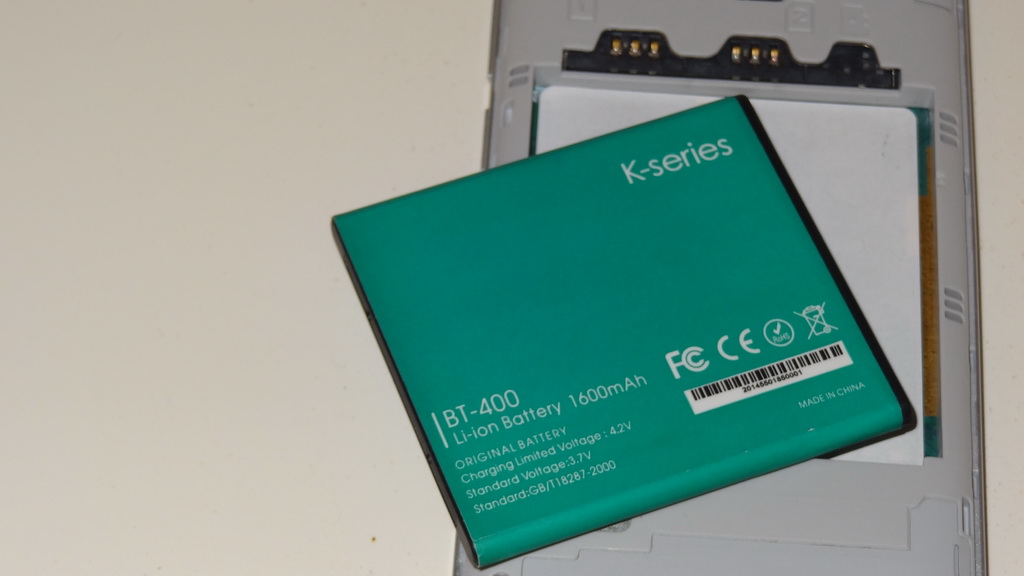 K-series
FC CE RoHS
20145501850001
MADE IN CHINA
BT-400
Li-ion Battery 1600mAh
ORIGINAL BATTERY
Charging Limited Voltage : 4.2V
Standard Voltage:3.7V
Standard:GB/T18287-2000